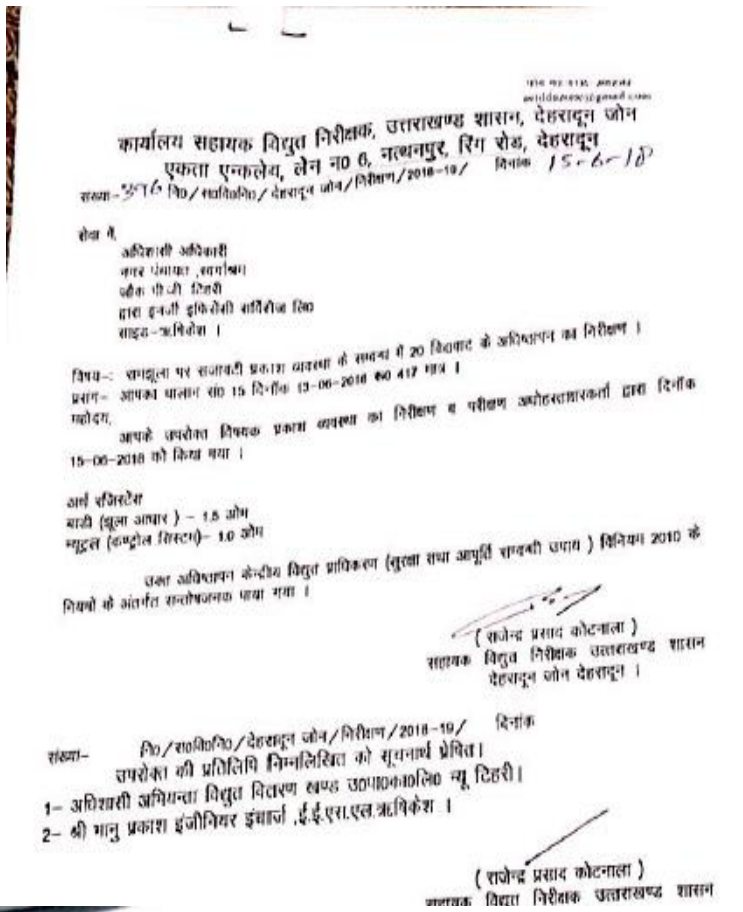 कार्यालय सहायक विद्युत निरीक्षक, उत्तराखण्ड शासन, देहरादून जोन
एकता एन्कलेव, लेन न0 6, नत्थनपुर, रिंग रोड, देहरादून
संख्या- नि0/स0वि0नि0/देहरादून जोन/निरीक्षण/2018-19/ दिनांक 15-6-18
सेवा में,
अधिशासी अधिकारी
नगर पंचायत ,स्वर्गाश्रम
जौंक पौड़ी टिहरी
द्वारा इनर्जी इफिसेंसी सर्विसेज लि0
साइड-ऋषिकेश ।
विषय-: रामझूला पर सजावटी प्रकाश व्यवस्था के सम्बन्ध में 20 किवाट के अधिष्ठापन का निरीक्षण ।
प्रसंग- आपका चालान सं0 15 दिनाँक 13-06-2018 रू0 417 मात्र ।
महोदय,
आपके उपरोक्त विषयक प्रकाश व्यवस्था का निरीक्षण व परीक्षण अधोहस्ताक्षरकर्ता द्वारा दिनाँक
15-06-2018 को किया गया ।
अर्थ रजिस्टेंस
बाडी (झूला आधार ) - 1.5 ओम
न्यूट्रल (कण्ट्रोल सिस्टम)- 1.0 ओम
उक्त अधिष्ठापन केन्द्रीय विद्युत प्राधिकरण (सुरक्षा तथा आपूर्ति सम्बन्धी उपाय ) विनियम 2010 के
नियमों के अंतर्गत सन्तोषजनक पाया गया ।
( राजेन्द्र प्रसाद कोटनाला )
सहायक विद्युत निरीक्षक उत्तराखण्ड शासन
देहरादून जोन देहरादून ।
संख्या- नि0/स0वि0नि0/देहरादून जोन/निरीक्षण/2018-19/ दिनांक
उपरोक्त की प्रतिलिपि निम्नलिखित को सूचनार्थ प्रेषित।
1- अधिशासी अभियन्ता विद्युत वितरण खण्ड उ0पा0का0लि0 न्यू टिहरी।
2- श्री भानु प्रकाश इंजीनियर इंचार्ज ,ई.ई.एस.एल.ऋषिकेश ।
( राजेन्द्र प्रसाद कोटनाला )
सहायक विद्युत निरीक्षक उत्तराखण्ड शासन